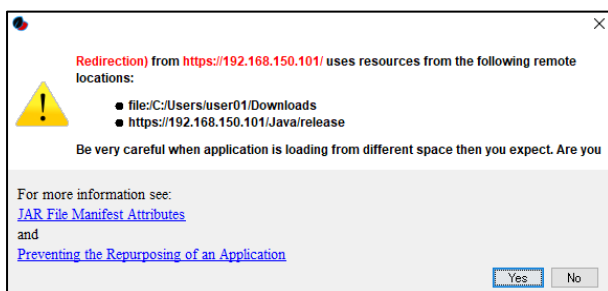 Redirection) from https://192.168.150.101/ uses resources from the following remote
locations:
● file:/C:/Users/user01/Downloads
● https://192.168.150.101/Java/release
Be very careful when application is loading from different space then you expect. Are you
For more information see:
JAR File Manifest Attributes
and
Preventing the Repurposing of an Application
Yes No